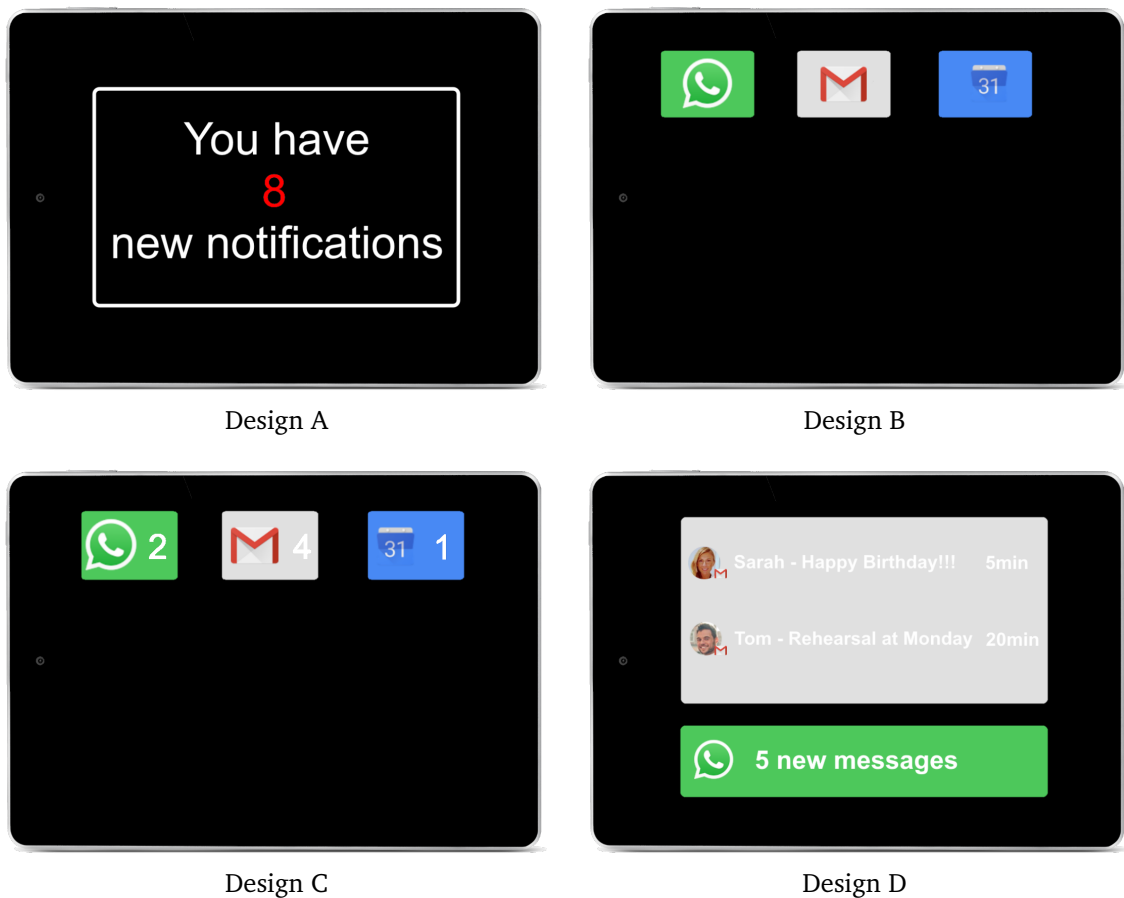 You have
8
new notifications
31
Design A
Design B
2
4
31
1
Sarah - Happy Birthday!!! 5min
Tom - Rehearsal at Monday 20min
5 new messages
Design C
Design D